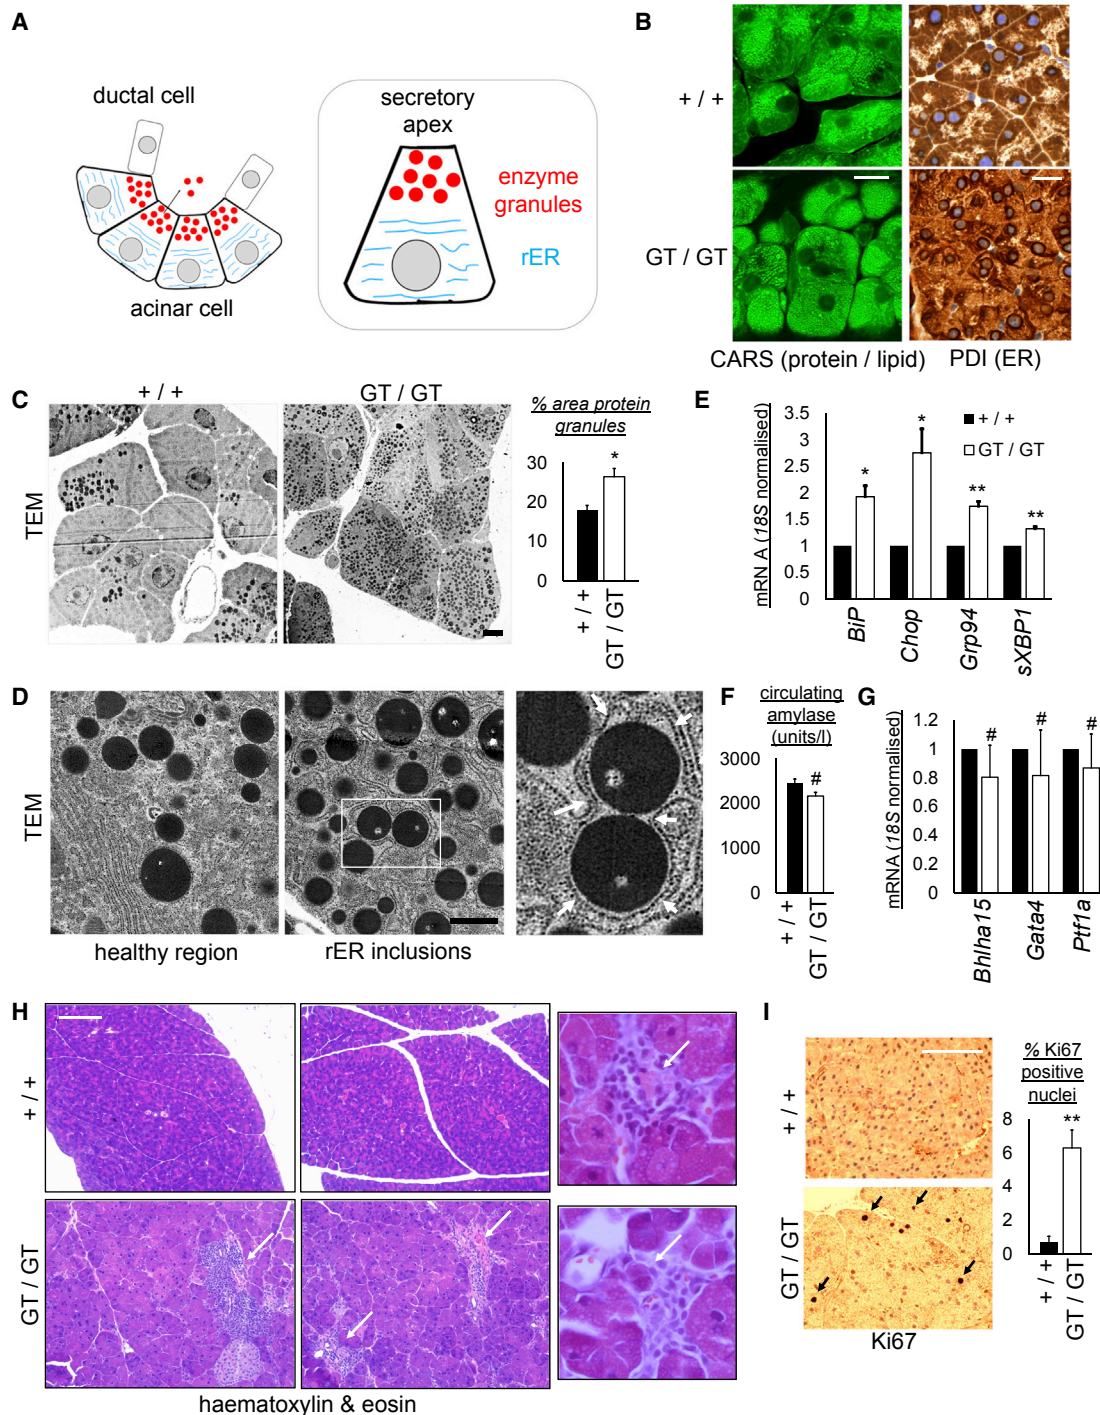 A
ductal cell
acinar cell
secretory
apex
enzyme
granules
rER
B
+ / +
GT / GT
CARS (protein / lipid)
PDI (ER)
C
+ / +
GT / GT
TEM
% area protein
granules
30
20
10
0
*
+ / +
GT / GT
E
mRNA (18S normalised)
3.5
3
2.5
2
1.5
1
0.5
0
+ / +
GT / GT
*
*
**
**
BiP
Chop
Grp94
sXBP1
D
TEM
healthy region
rER inclusions
F
circulating
amylase
(units/l)
3000
2000
1000
0
#
+ / +
GT / GT
G
mRNA (18S normalised)
1.2
1
0.8
0.6
0.4
0.2
0
#
#
#
Bhlha15
Gata4
Ptf1a
H
+ / +
GT / GT
haematoxylin & eosin
I
+ / +
GT / GT
Ki67
% Ki67
positive
nuclei
8
6
4
2
0
**
+ / +
GT / GT